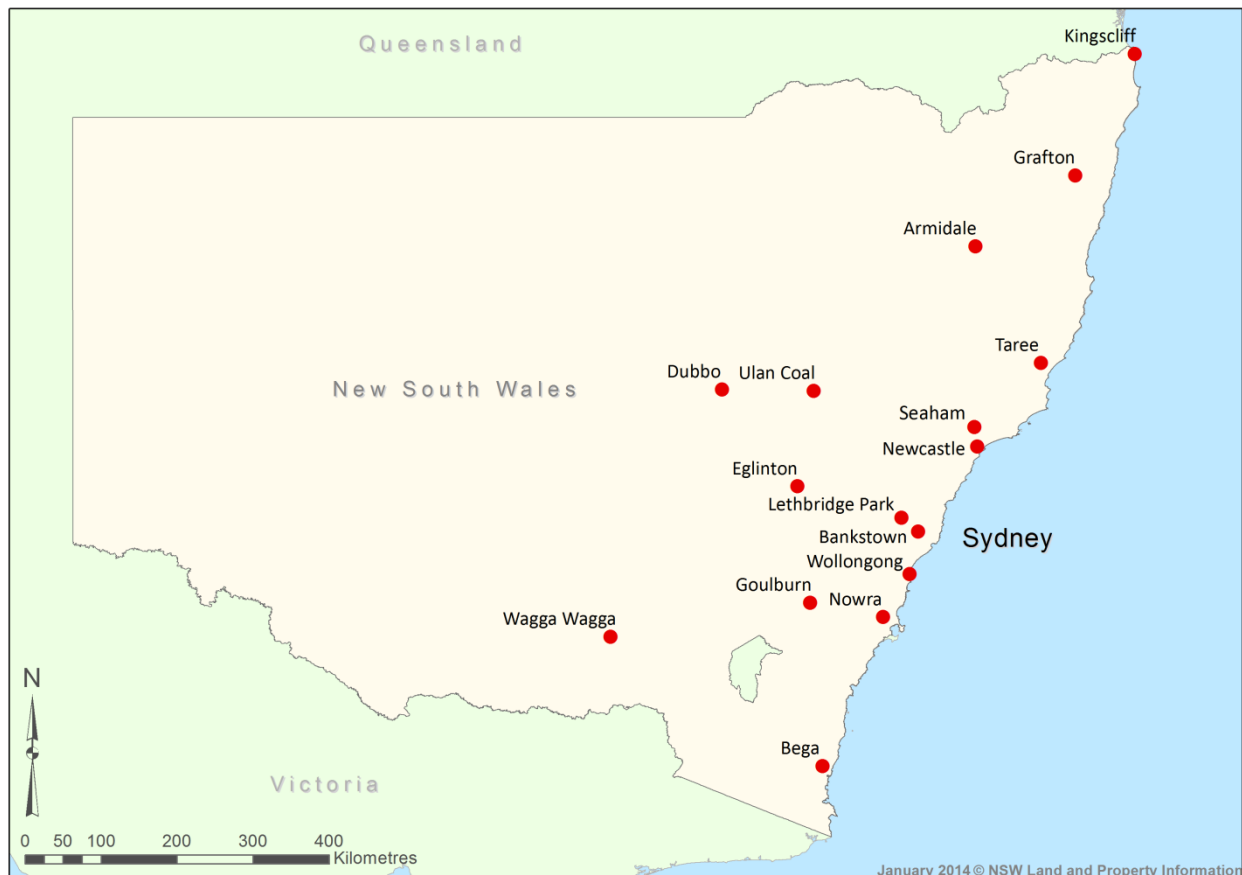 Queensland
Kingscliff
Grafton
Armidale
Taree
Dubbo
Ulan Coal
New South Wales
Seaham
Newcastle
Eglinton
Lethbridge Park
Bankstown
Sydney
Wollongong
Goulburn
Nowra
Wagga Wagga
N
Bega
Victoria
0 50 100 200 300 400
Kilometres
January 2014 © NSW Land and Property Information